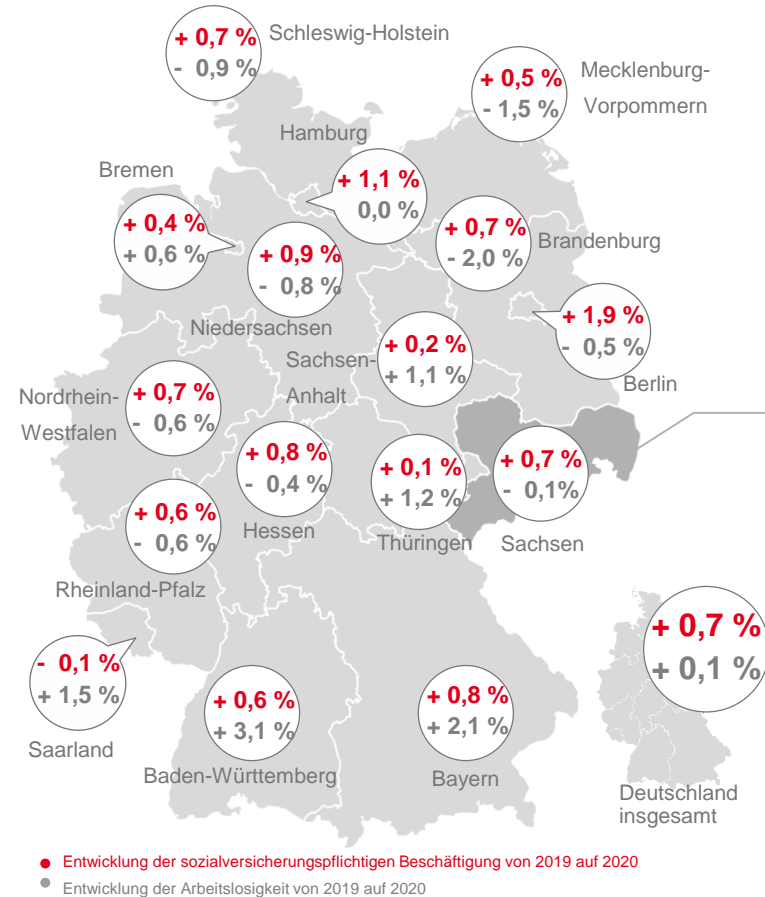 + 0,7 %
- 0,9 %
Schleswig-Holstein
+ 0,5 %
- 1,5 %
Mecklenburg-
Vorpommern
Hamburg
+ 1,1 %
0,0 %
Bremen
+ 0,4 %
+ 0,6 %
+ 0,9 %
- 0,8 %
Niedersachsen
+ 0,7 %
- 2,0 %
Brandenburg
+ 1,9 %
- 0,5 %
Berlin
+ 0,2 %
+ 1,1 %
Sachsen-
Anhalt
Nordrhein-
Westfalen
+ 0,7 %
- 0,6 %
+ 0,8 %
- 0,4 %
Hessen
+ 0,1 %
+ 1,2 %
Thüringen
+ 0,7 %
- 0,1%
Sachsen
+ 0,6 %
- 0,6 %
Rheinland-Pfalz
- 0,1 %
+ 1,5 %
Saarland
+ 0,6 %
+ 3,1 %
Baden-Württemberg
+ 0,8 %
+ 2,1 %
Bayern
+ 0,7 %
+ 0,1 %
Deutschland
insgesamt
Entwicklung der sozialversicherungspflichtigen Beschäftigung von 2019 auf 2020
Entwicklung der Arbeitslosigkeit von 2019 auf 2020